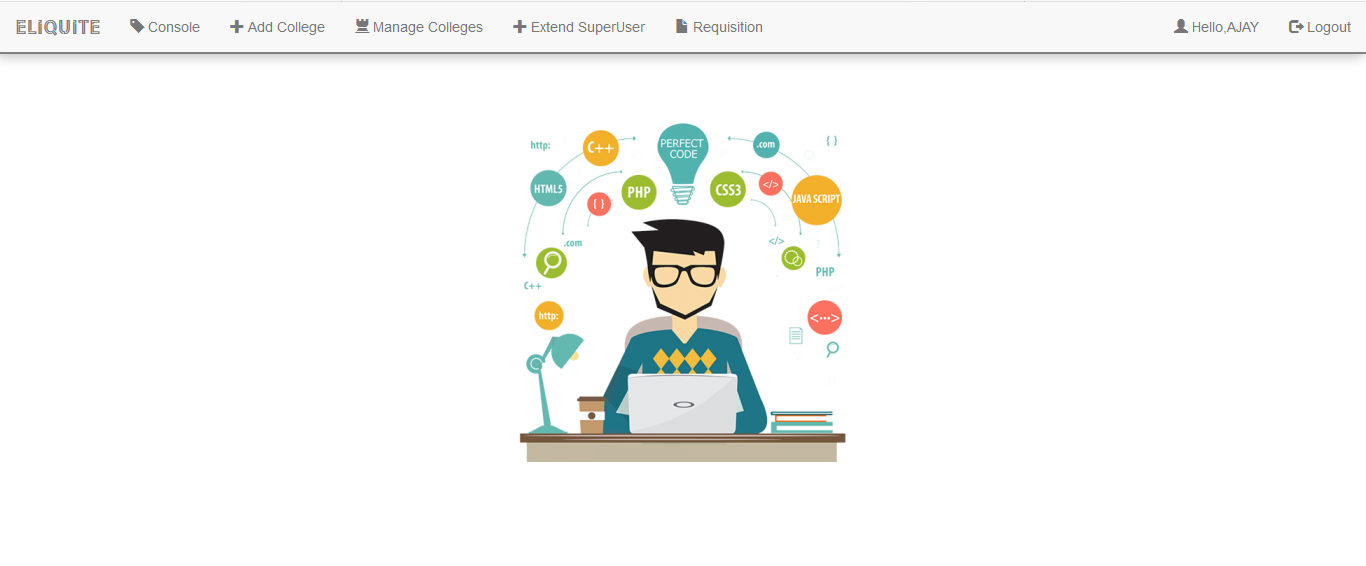 ELIQUITE Console Add College Manage Colleges Extend SuperUser Requisition Hello,AJAY Logout
http:
C++
PERFECT
CODE
.com
{ }
HTML5
{ }
PHP
CSS3
</>
JAVA SCRIPT
.com
</>
PHP
C++
http:
<···>